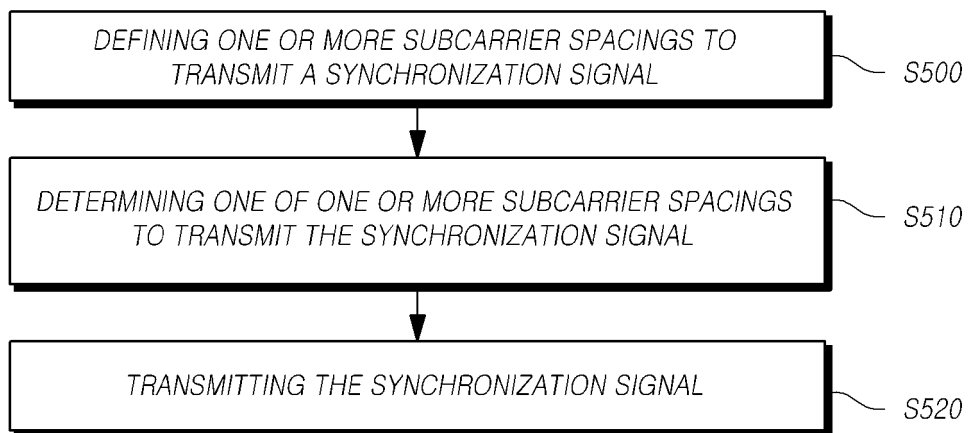 DEFINING ONE OR MORE SUBCARRIER SPACINGS TO
TRANSMIT A SYNCHRONIZATION SIGNAL
S500
DETERMINING ONE OF ONE OR MORE SUBCARRIER SPACINGS
TO TRANSMIT THE SYNCHRONIZATION SIGNAL
S510
TRANSMITTING THE SYNCHRONIZATION SIGNAL
S520